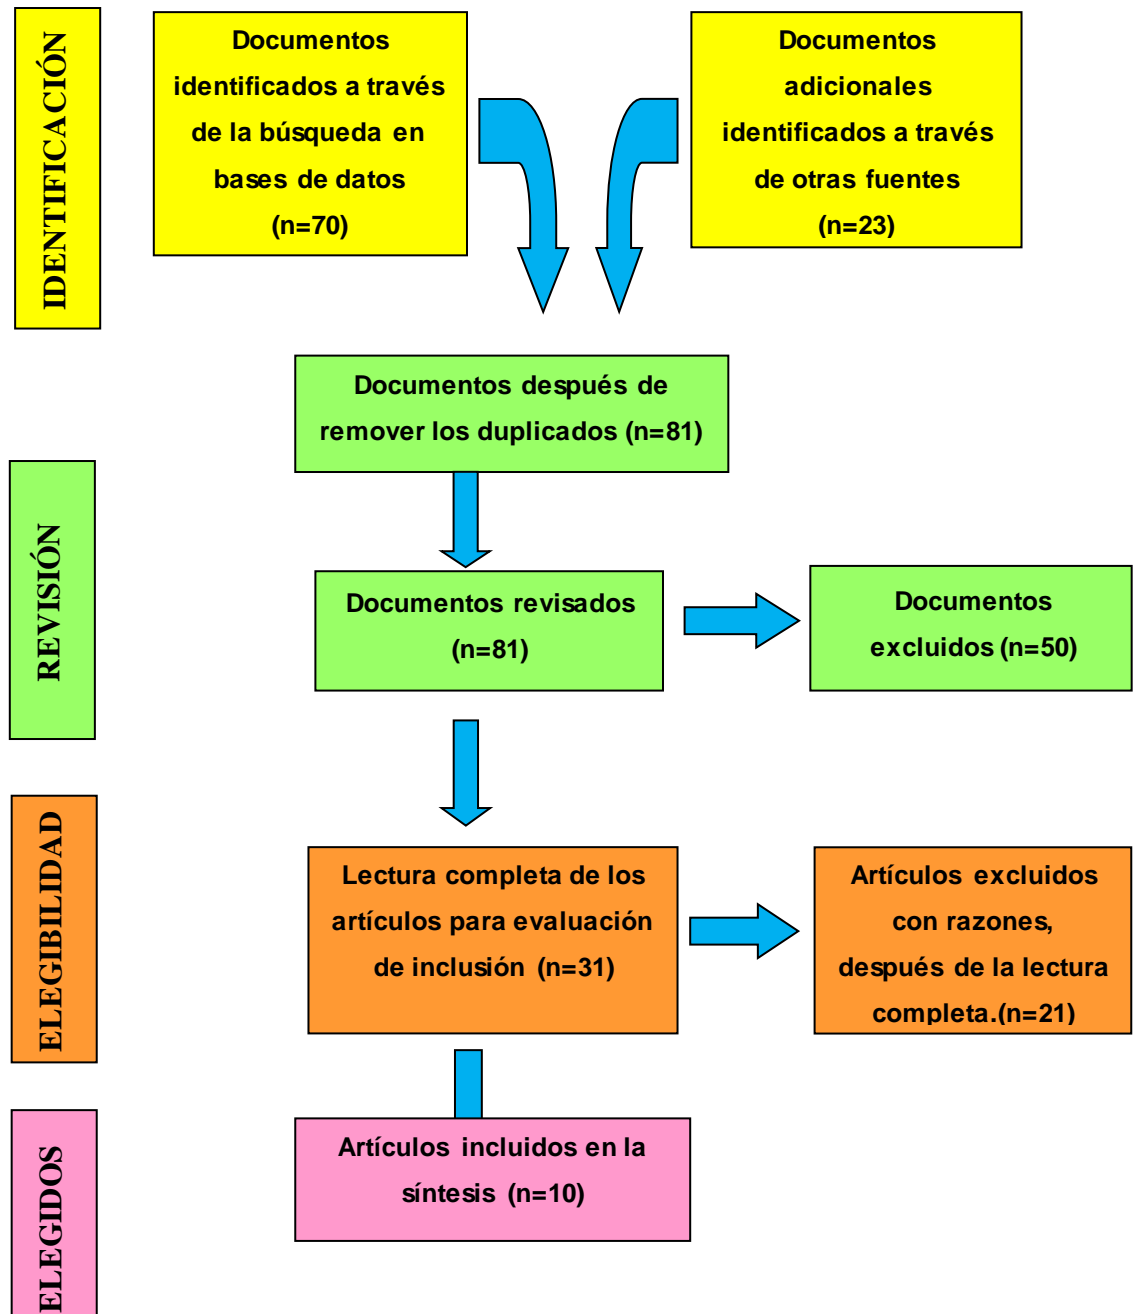 IDENTIFICACIÓN
Documentos
identificados a través
de la búsqueda en
bases de datos
(n=70)
Documentos
adicionales
identificados a través
de otras fuentes
(n=23)
Documentos después de
remover los duplicados (n=81)
REVISIÓN
Documentos revisados
(n=81)
Documentos
excluidos (n=50)
ELEGIBILIDAD
Lectura completa de los
artículos para evaluación
de inclusión (n=31)
Artículos excluidos
con razones,
después de la lectura
completa.(n=21)
ELEGIDOS
Artículos incluidos en la
síntesis (n=10)